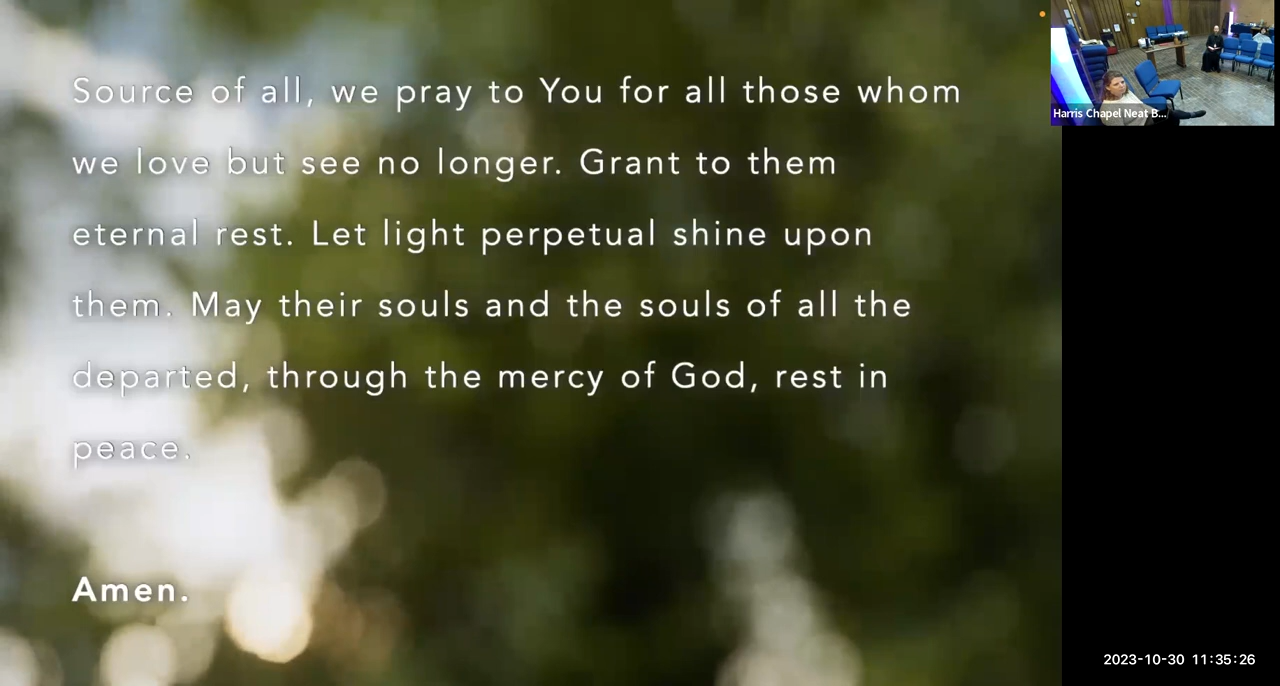 Source of all, we pray to You for all those whom
we love but see no longer. Grant to them
eternal rest. Let light perpetual shine upon
them. May their souls and the souls of all the
departed, through the mercy of God, rest in
peace.
Amen.
Harris Chapel Neat B...
2023-10-30 11:35:26